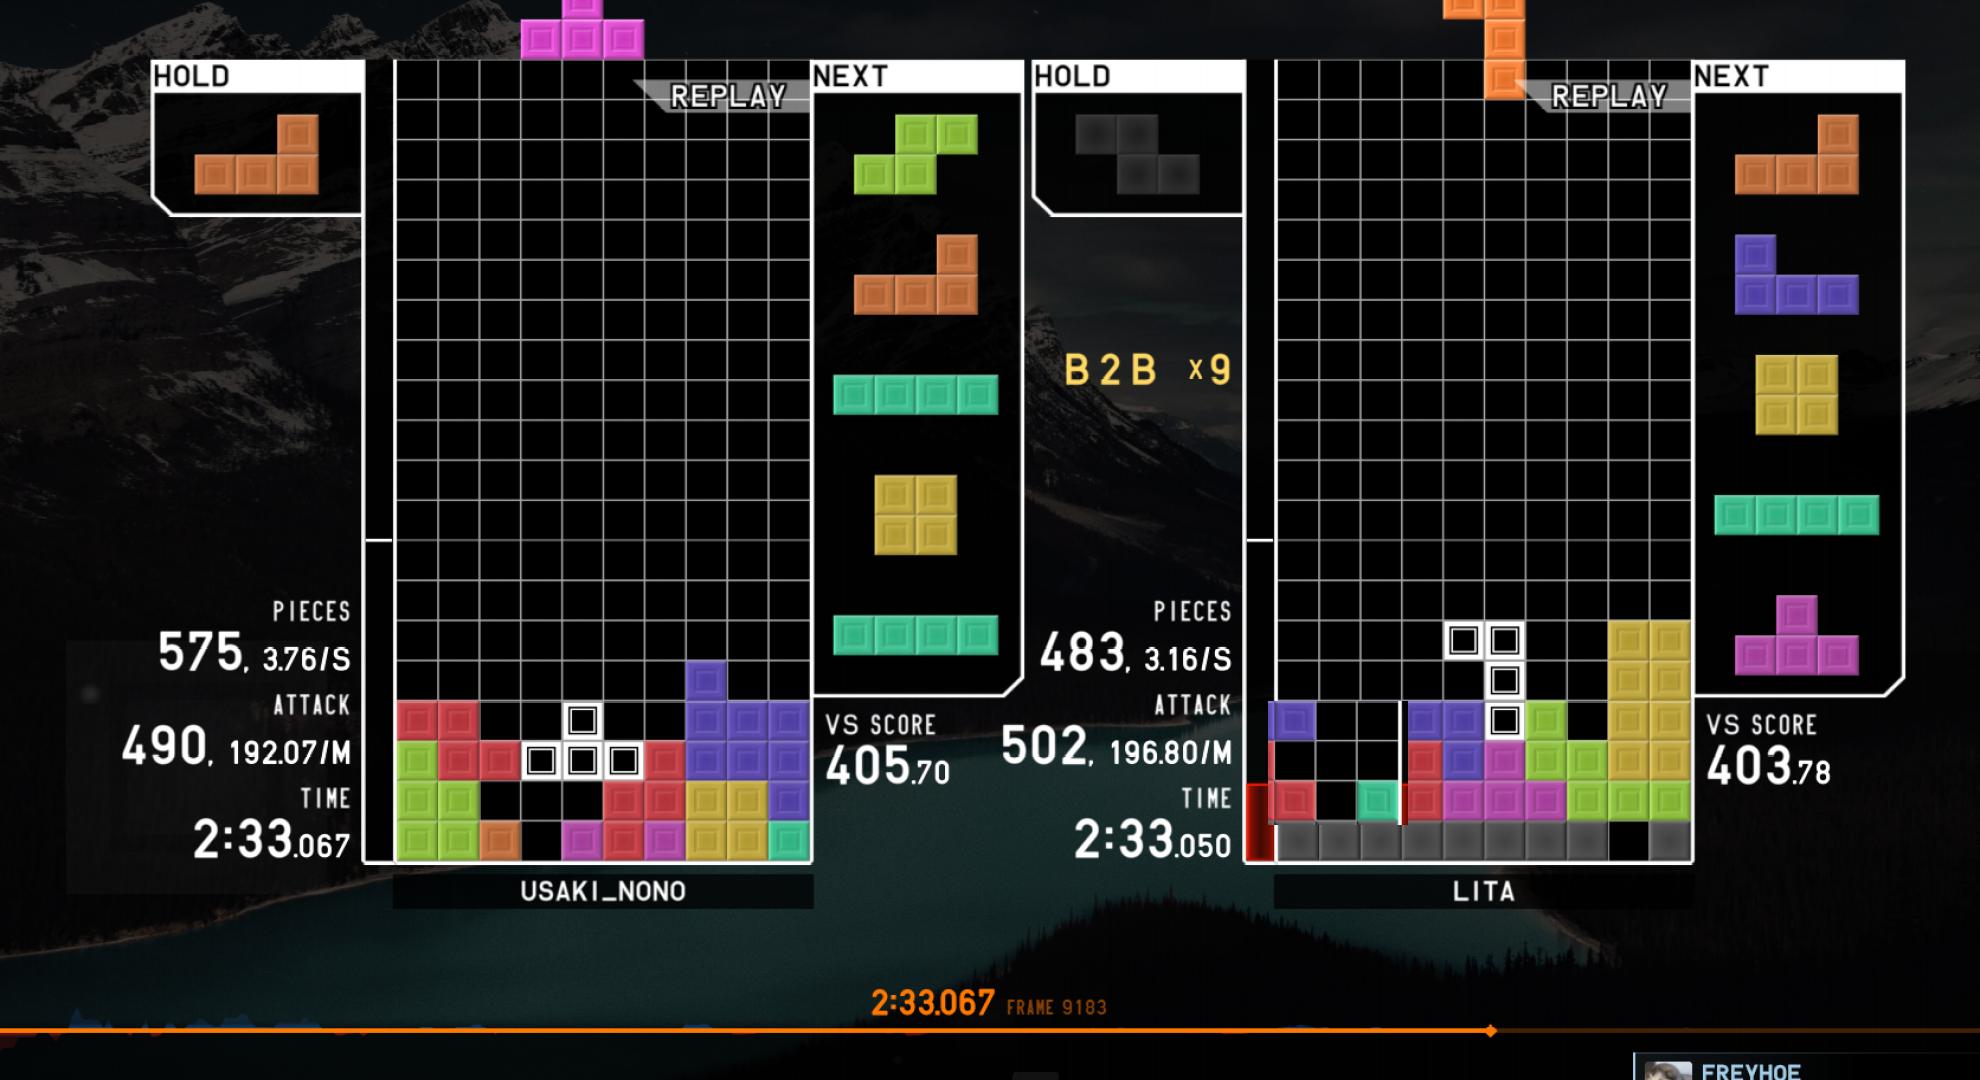 HOLD
REPLAY
NEXT
PIECES
575, 3.76/S
ATTACK
490, 192.07/M
TIME
2:33.067
VS SCORE
405.70
USAKI_NONO
HOLD
REPLAY
NEXT
B2B x9
PIECES
483, 3.16/S
ATTACK
502, 196.80/M
TIME
2:33.050
VS SCORE
403.78
LITA
2:33.067 FRAME 9183
FREYHOE